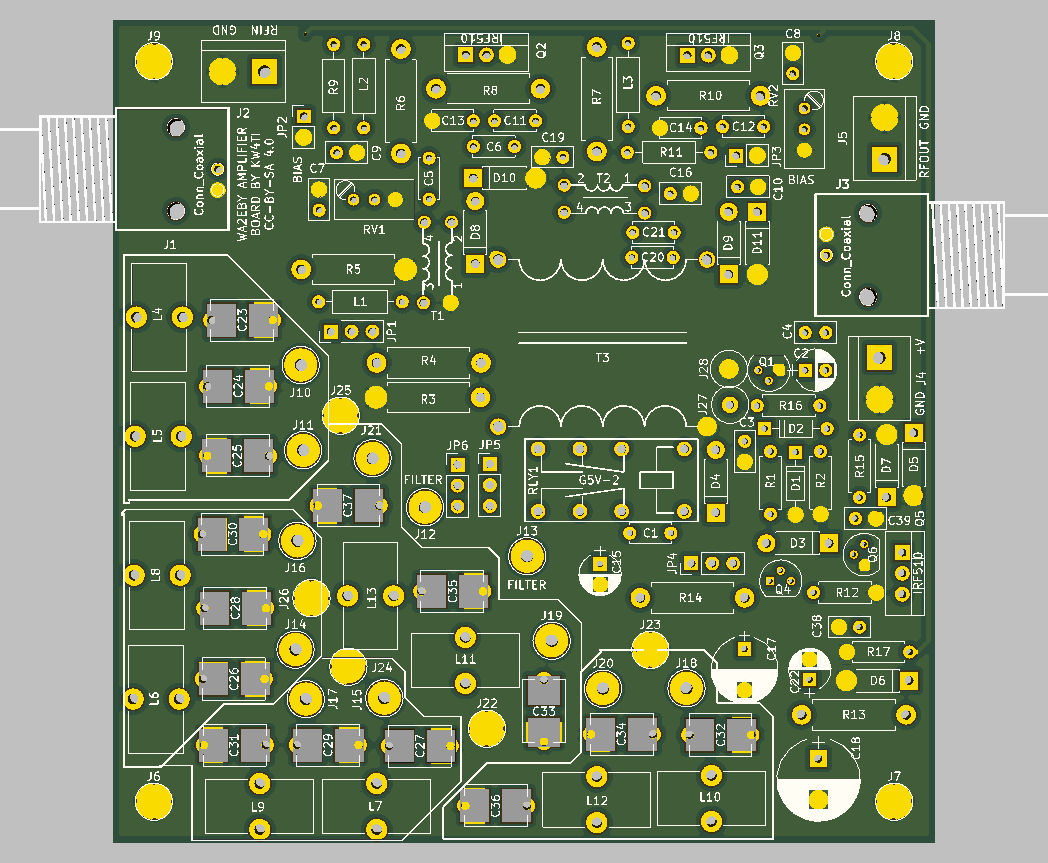 J9
GND RFIN
J2
IRF510
Q2
IRF510
Q3
C8
J8
R9
L2
R6
R8
R7
L3
R10
RV2
C13
C11
C14
C12
J5
RFOUT GND
JP2
BIAS
C9
C6
C19
R11
JP3
BIAS
Conn_Coaxial
WA2EBY AMPLIFIER
BOARD BY KW4TI
CC-BY-SA 4.0
C7
C5
D10
2 T2 1
4 3
C16
C10
J3
RV1
D8
C21
D9
D11
Conn_Coaxial
J1
4 2
3 1
T1
R5
C20
L1
JP1
L4
C23
C4
R4
T3
J28
Q1
C2
+V
J4
GND
C24
J10
R3
J25
J27
R16
L5
J11
J21
C3
D2
C25
JP6
JP5
RLY1
G5V-2
D4
R1
D1
R2
R15
D7
D5
FILTER
C37
J12
C1
C39
Q5
C30
J16
J13
FILTER
C15
JP4
D3
Q6
IRF510
L8
L13
C35
R14
Q4
R12
C28
J26
J14
J19
J23
C38
L11
C17
R17
C26
J24
J20
J18
C22
D6
L6
J17
J15
C33
R13
J22
C31
C29
C27
C34
C32
C18
J6
L9
L7
C36
L12
L10
J7